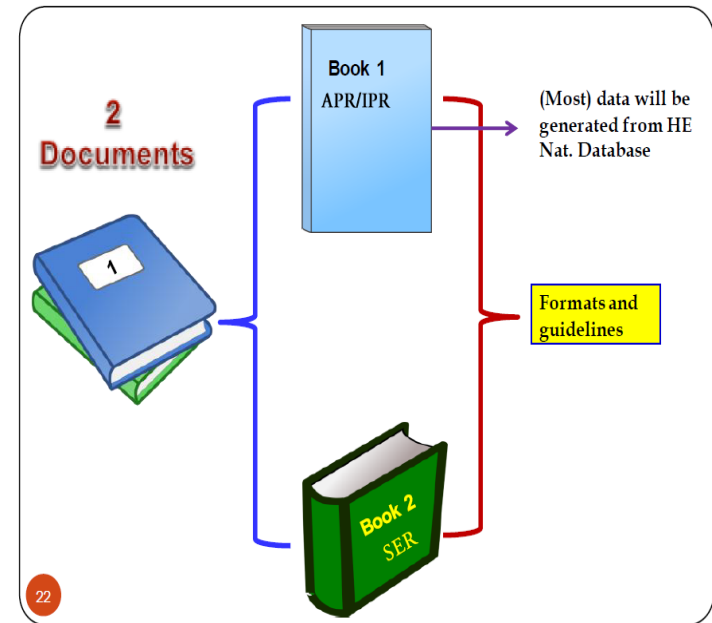 2
Documents
1
Book 1
APR/IPR
(Most) data will be
generated from HE
Nat. Database
Formats and
guidelines
Book 2
SER
22